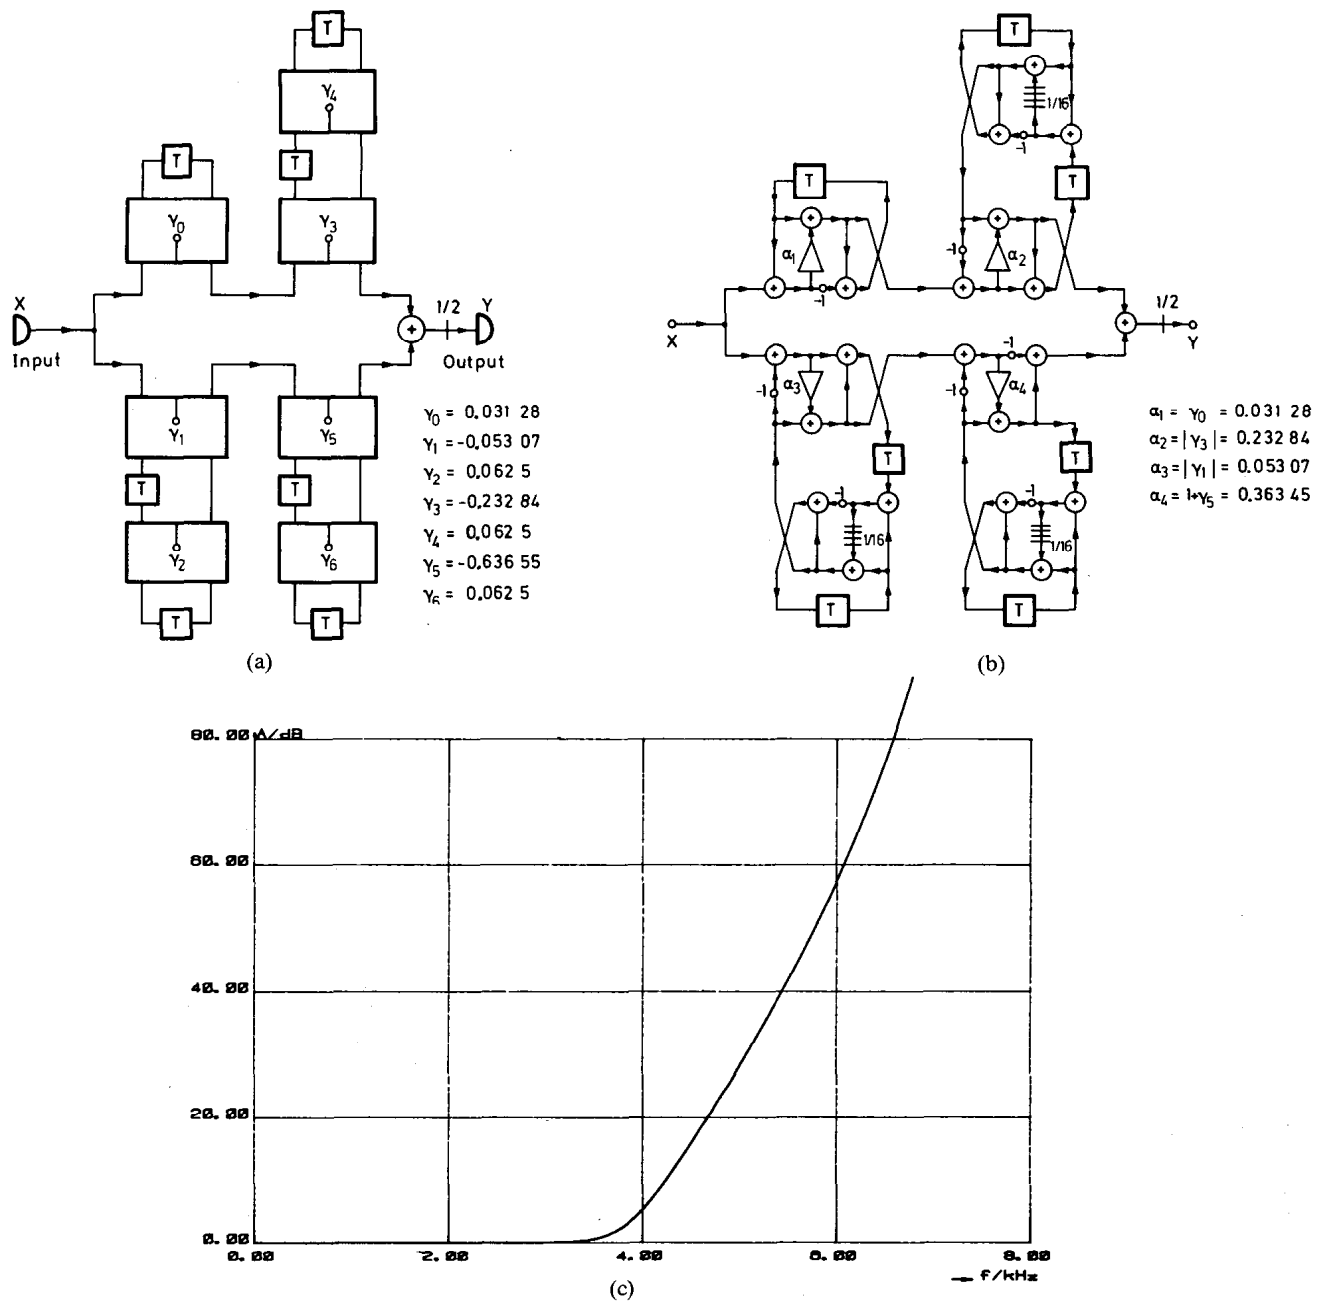 T
γ4
T
T
γ0
γ3
X
Input
1/2
Y
Output
+
γ1
γ5
T
T
γ2
γ6
T
T
γ0 = 0.031 28
γ1 = -0.053 07
γ2 = 0.062 5
γ3 = -0.232 84
γ4 = 0.062 5
γ5 = -0.636 55
γ6 = 0.062 5
(a)
T
+
1/16
+
-1
+
T
T
+
+
α1
-1
α2
+
-1
+
+
+
X
+
1/2
Y
+
+
+
-1
+
-1
α3
-1
α4
+
+
T
T
+
-1
+
+
-1
+
1/16
1/16
+
+
T
T
α1 = γ0 = 0.031 28
α2 = |γ3| = 0.232 84
α3 = |γ1| = 0.053 07
α4 = 1+γ5 = 0.363 45
(b)
80.00 A/dB
60.00
40.00
20.00
0.00
0.00 2.00 4.00 6.00 8.00
f/kHz
(c)